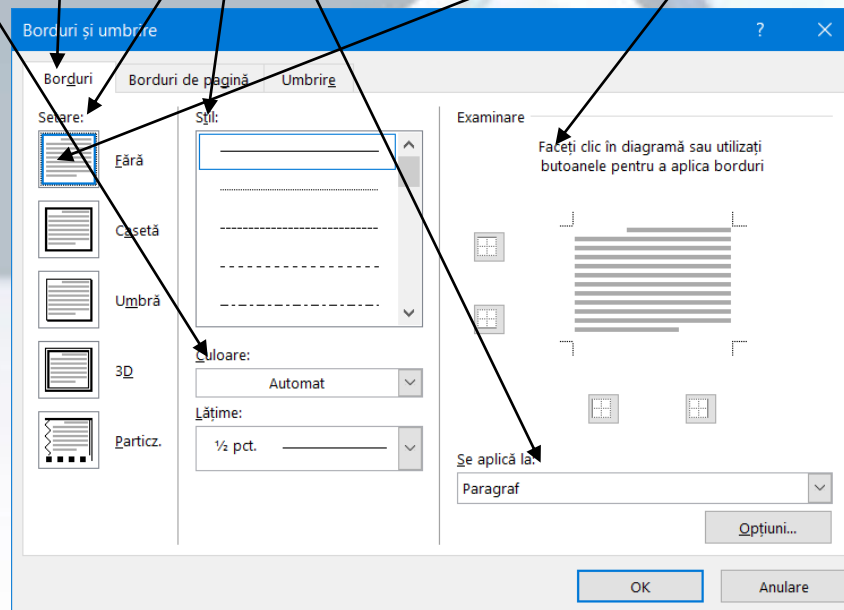 Borduri și umbrire
?
Borduri
Borduri de pagină
Umbrire
Setare:
Fără
Casetă
Umbră
3D
Particz.
Stil:
Culoare:
Automat
Lățime:
½ pct.
Examinare
Faceți clic în diagramă sau utilizați
butoanele pentru a aplica borduri
Se aplică la:
Paragraf
Opțiuni...
OK
Anulare